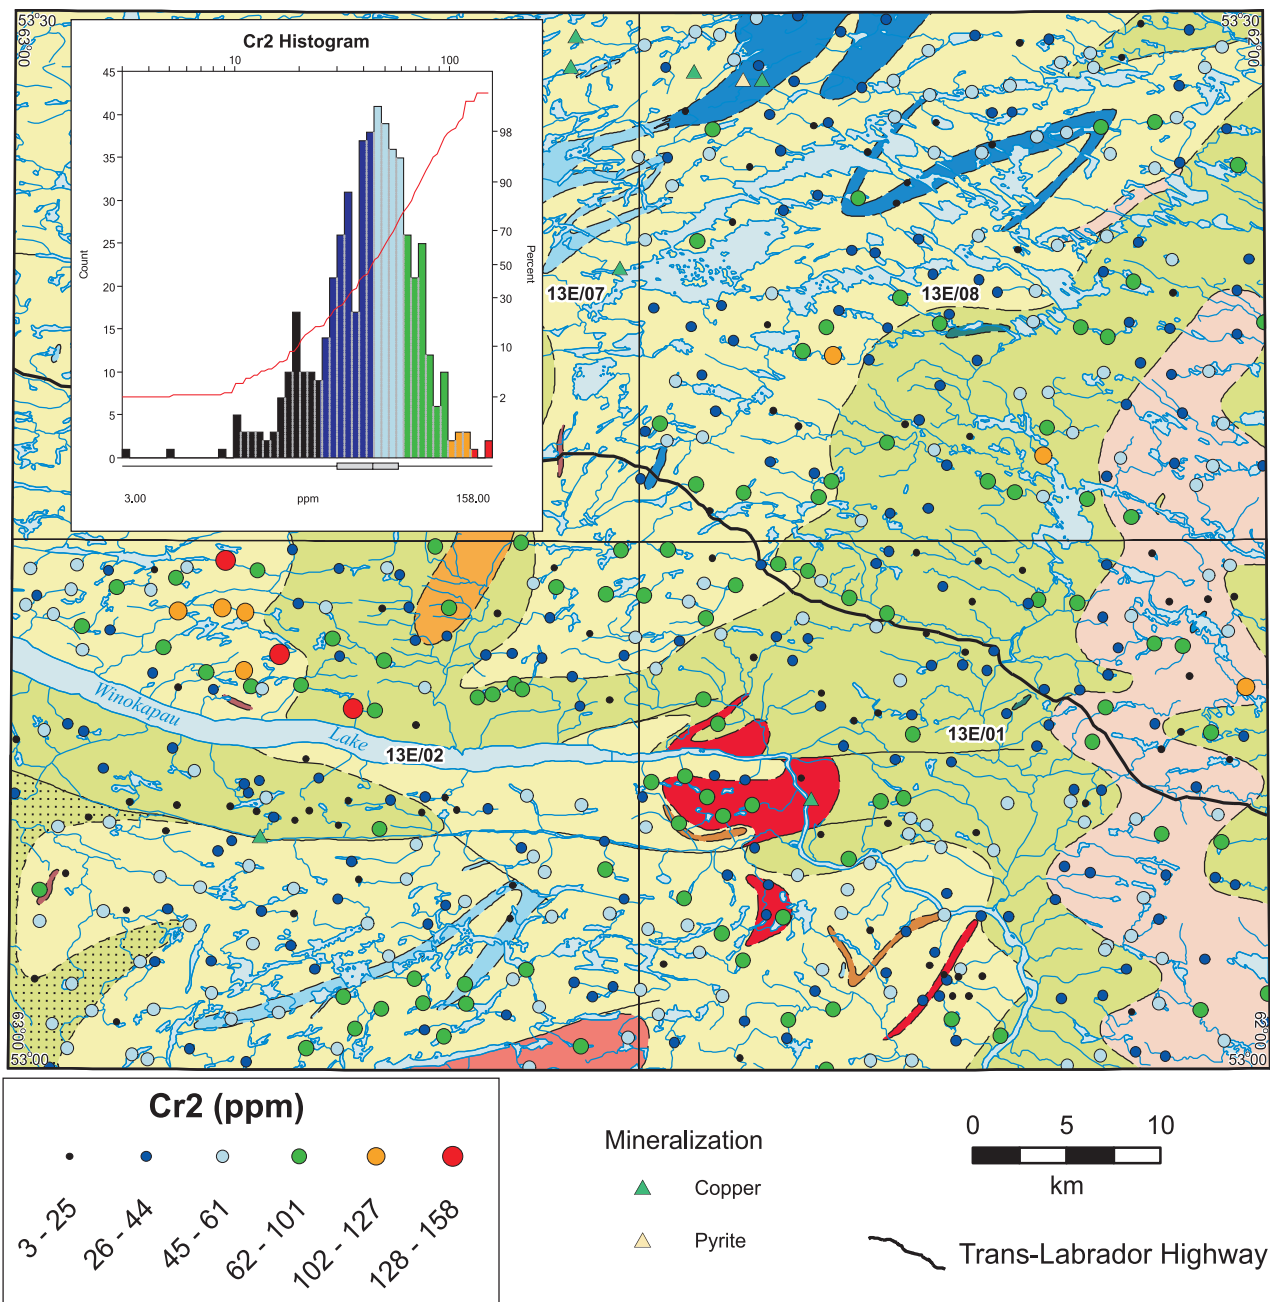 53°30'
63°00'
53°30'
62°00'
Cr2 Histogram
10
100
45
40
35
30
25
20
15
10
5
0
Count
98
90
70
50
30
10
2
Percent
3.00
ppm
158.00
13E/07
13E/08
Winokapau
Lake
13E/02
13E/01
63°00'
53°00'
62°00'
53°00'
Cr2 (ppm)
3 - 25
26 - 44
45 - 61
62 - 101
102 - 127
128 - 158
Mineralization
Copper
Pyrite
0
5
10
km
Trans-Labrador Highway